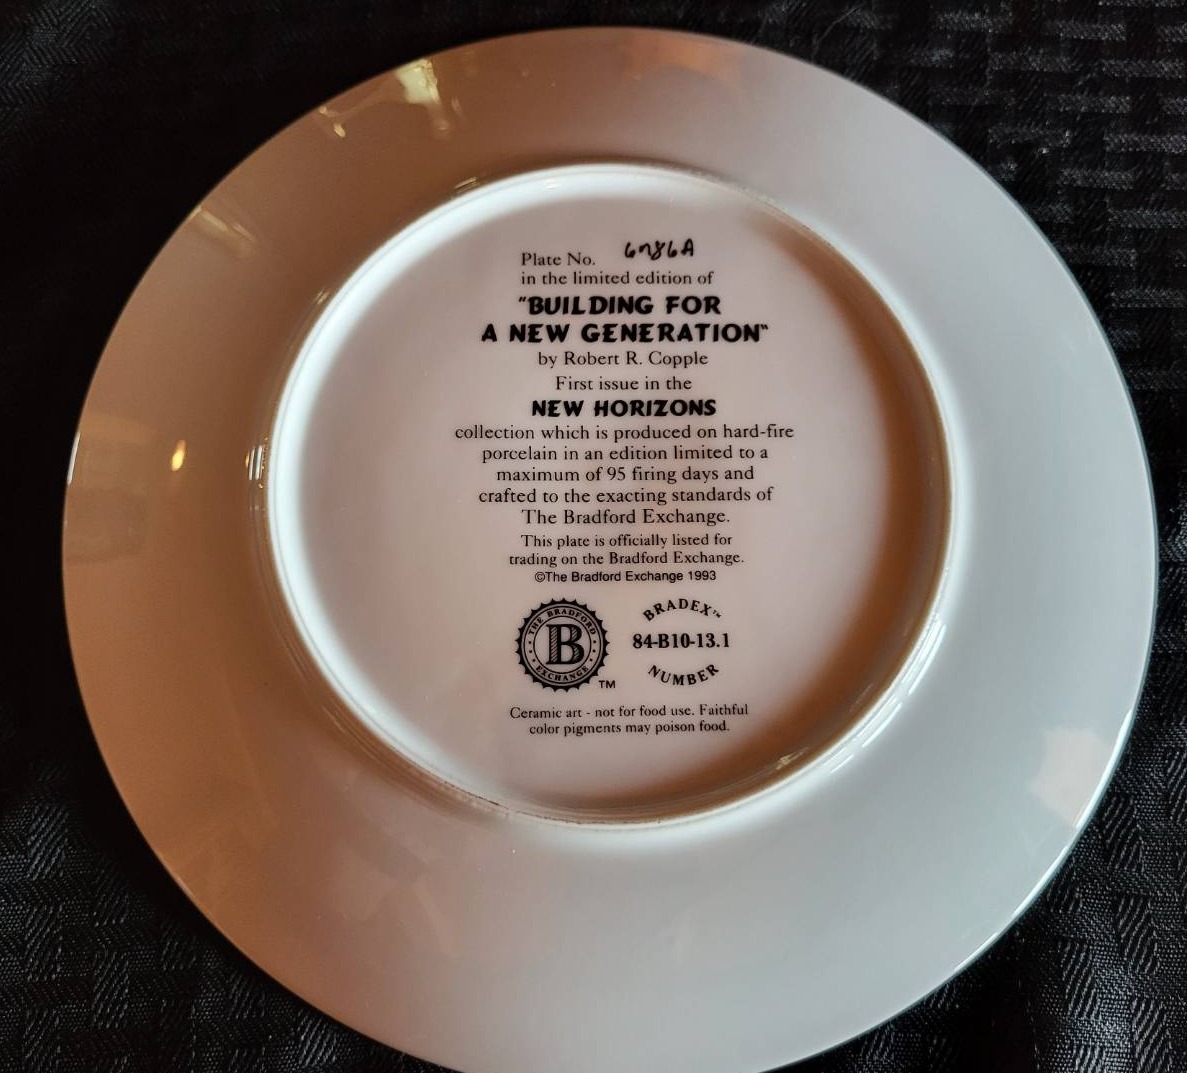 Plate No. 6786A
in the limited edition of
"BUILDING FOR
A NEW GENERATION"
by Robert R. Copple
First issue in the
NEW HORIZONS
collection which is produced on hard-fire
porcelain in an edition limited to a
maximum of 95 firing days and
crafted to the exacting standards of
The Bradford Exchange.
This plate is officially listed for
trading on the Bradford Exchange.
©The Bradford Exchange 1993
THE BRADFORD
B
EXCHANGE
TM
BRADEX™
84-B10-13.1
NUMBER
Ceramic art - not for food use. Faithful
color pigments may poison food.